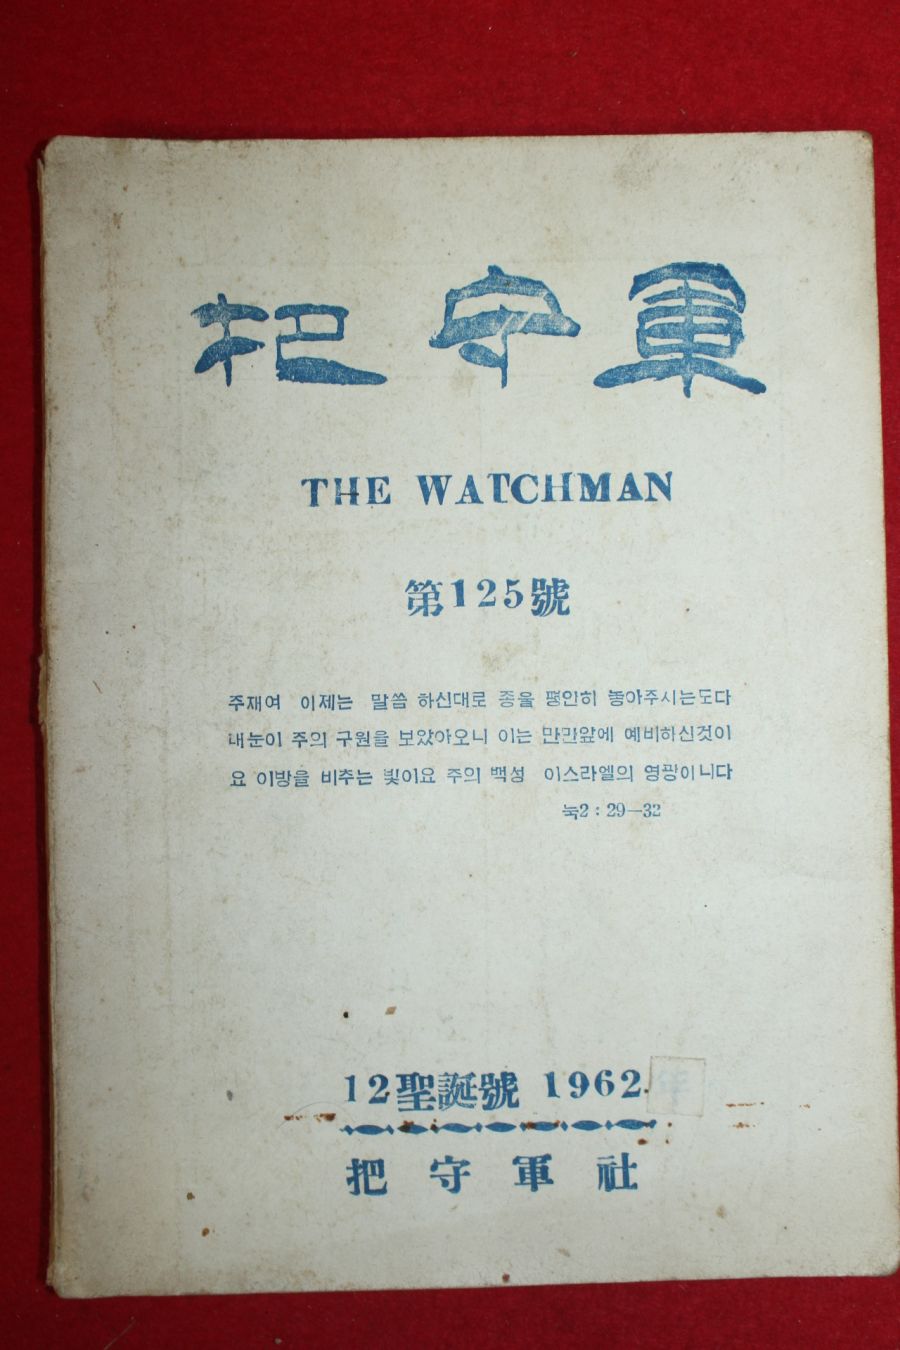 把守軍
THE WATCHMAN
第125號
주재여 이제는 말씀 하신대로 종을 평안히 놓아주시는도다
내눈이 주의 구원을 보았아오니 이는 만민앞에 예비하신것이
요 이방을 비추는 빛이요 주의 백성 이스라엘의 영광이니다
눅2 : 29—32
12聖誕號 1962 年
把守軍社